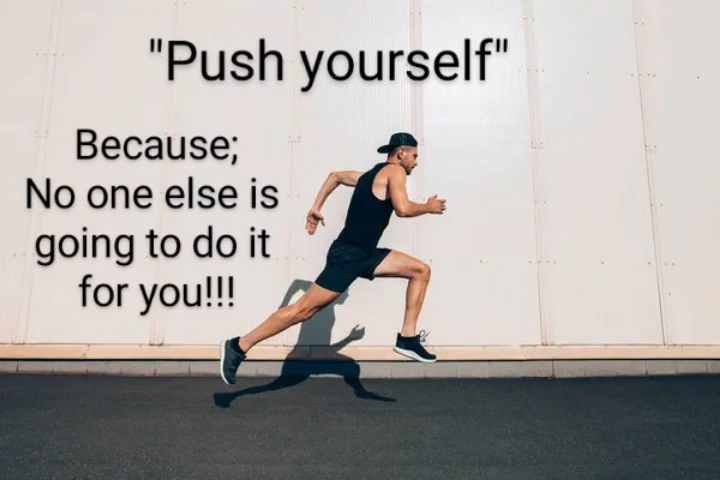 "Push yourself"
Because;
No one else is
going to do it
for you!!!